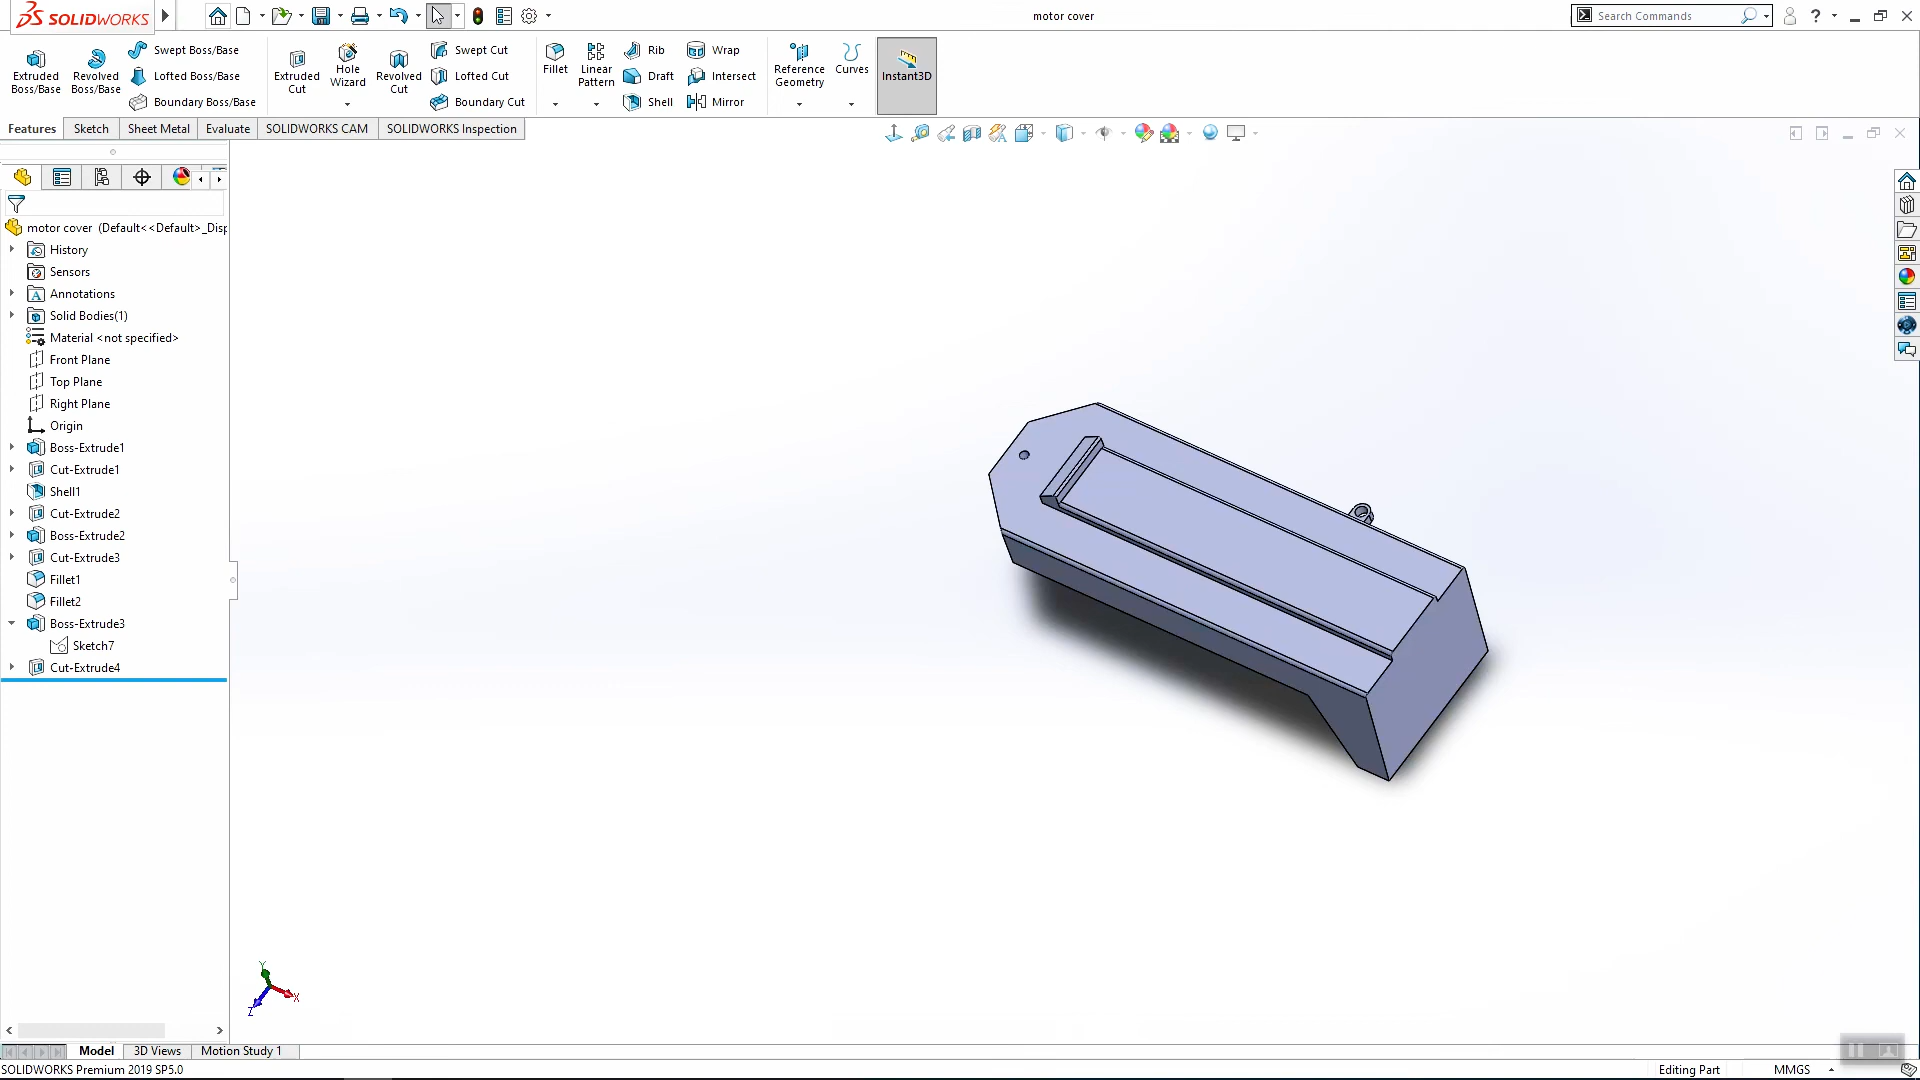 SOLIDWORKS
motor cover
Search Commands
?
Extruded Boss/Base
Revolved Boss/Base
Swept Boss/Base
Lofted Boss/Base
Boundary Boss/Base
Extruded Cut
Hole Wizard
Revolved Cut
Swept Cut
Lofted Cut
Boundary Cut
Fillet
Linear Pattern
Rib
Draft
Shell
Wrap
Intersect
Mirror
Reference Geometry
Curves
Instant3D
Features
Sketch
Sheet Metal
Evaluate
SOLIDWORKS CAM
SOLIDWORKS Inspection
motor cover (Default<<Default>_Disp
History
Sensors
Annotations
Solid Bodies(1)
Material <not specified>
Front Plane
Top Plane
Right Plane
Origin
Boss-Extrude1
Cut-Extrude1
Shell1
Cut-Extrude2
Boss-Extrude2
Cut-Extrude3
Fillet1
Fillet2
Boss-Extrude3
Sketch7
Cut-Extrude4
Y
X
Z
Model
3D Views
Motion Study 1
SOLIDWORKS Premium 2019 SP5.0
Editing Part
MMGS